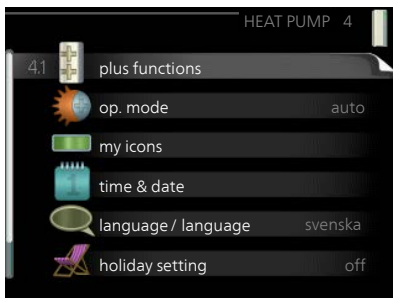 HEAT PUMP 4
4.1 plus functions
op. mode auto
my icons
1 time & date
language / language svenska
holiday setting off